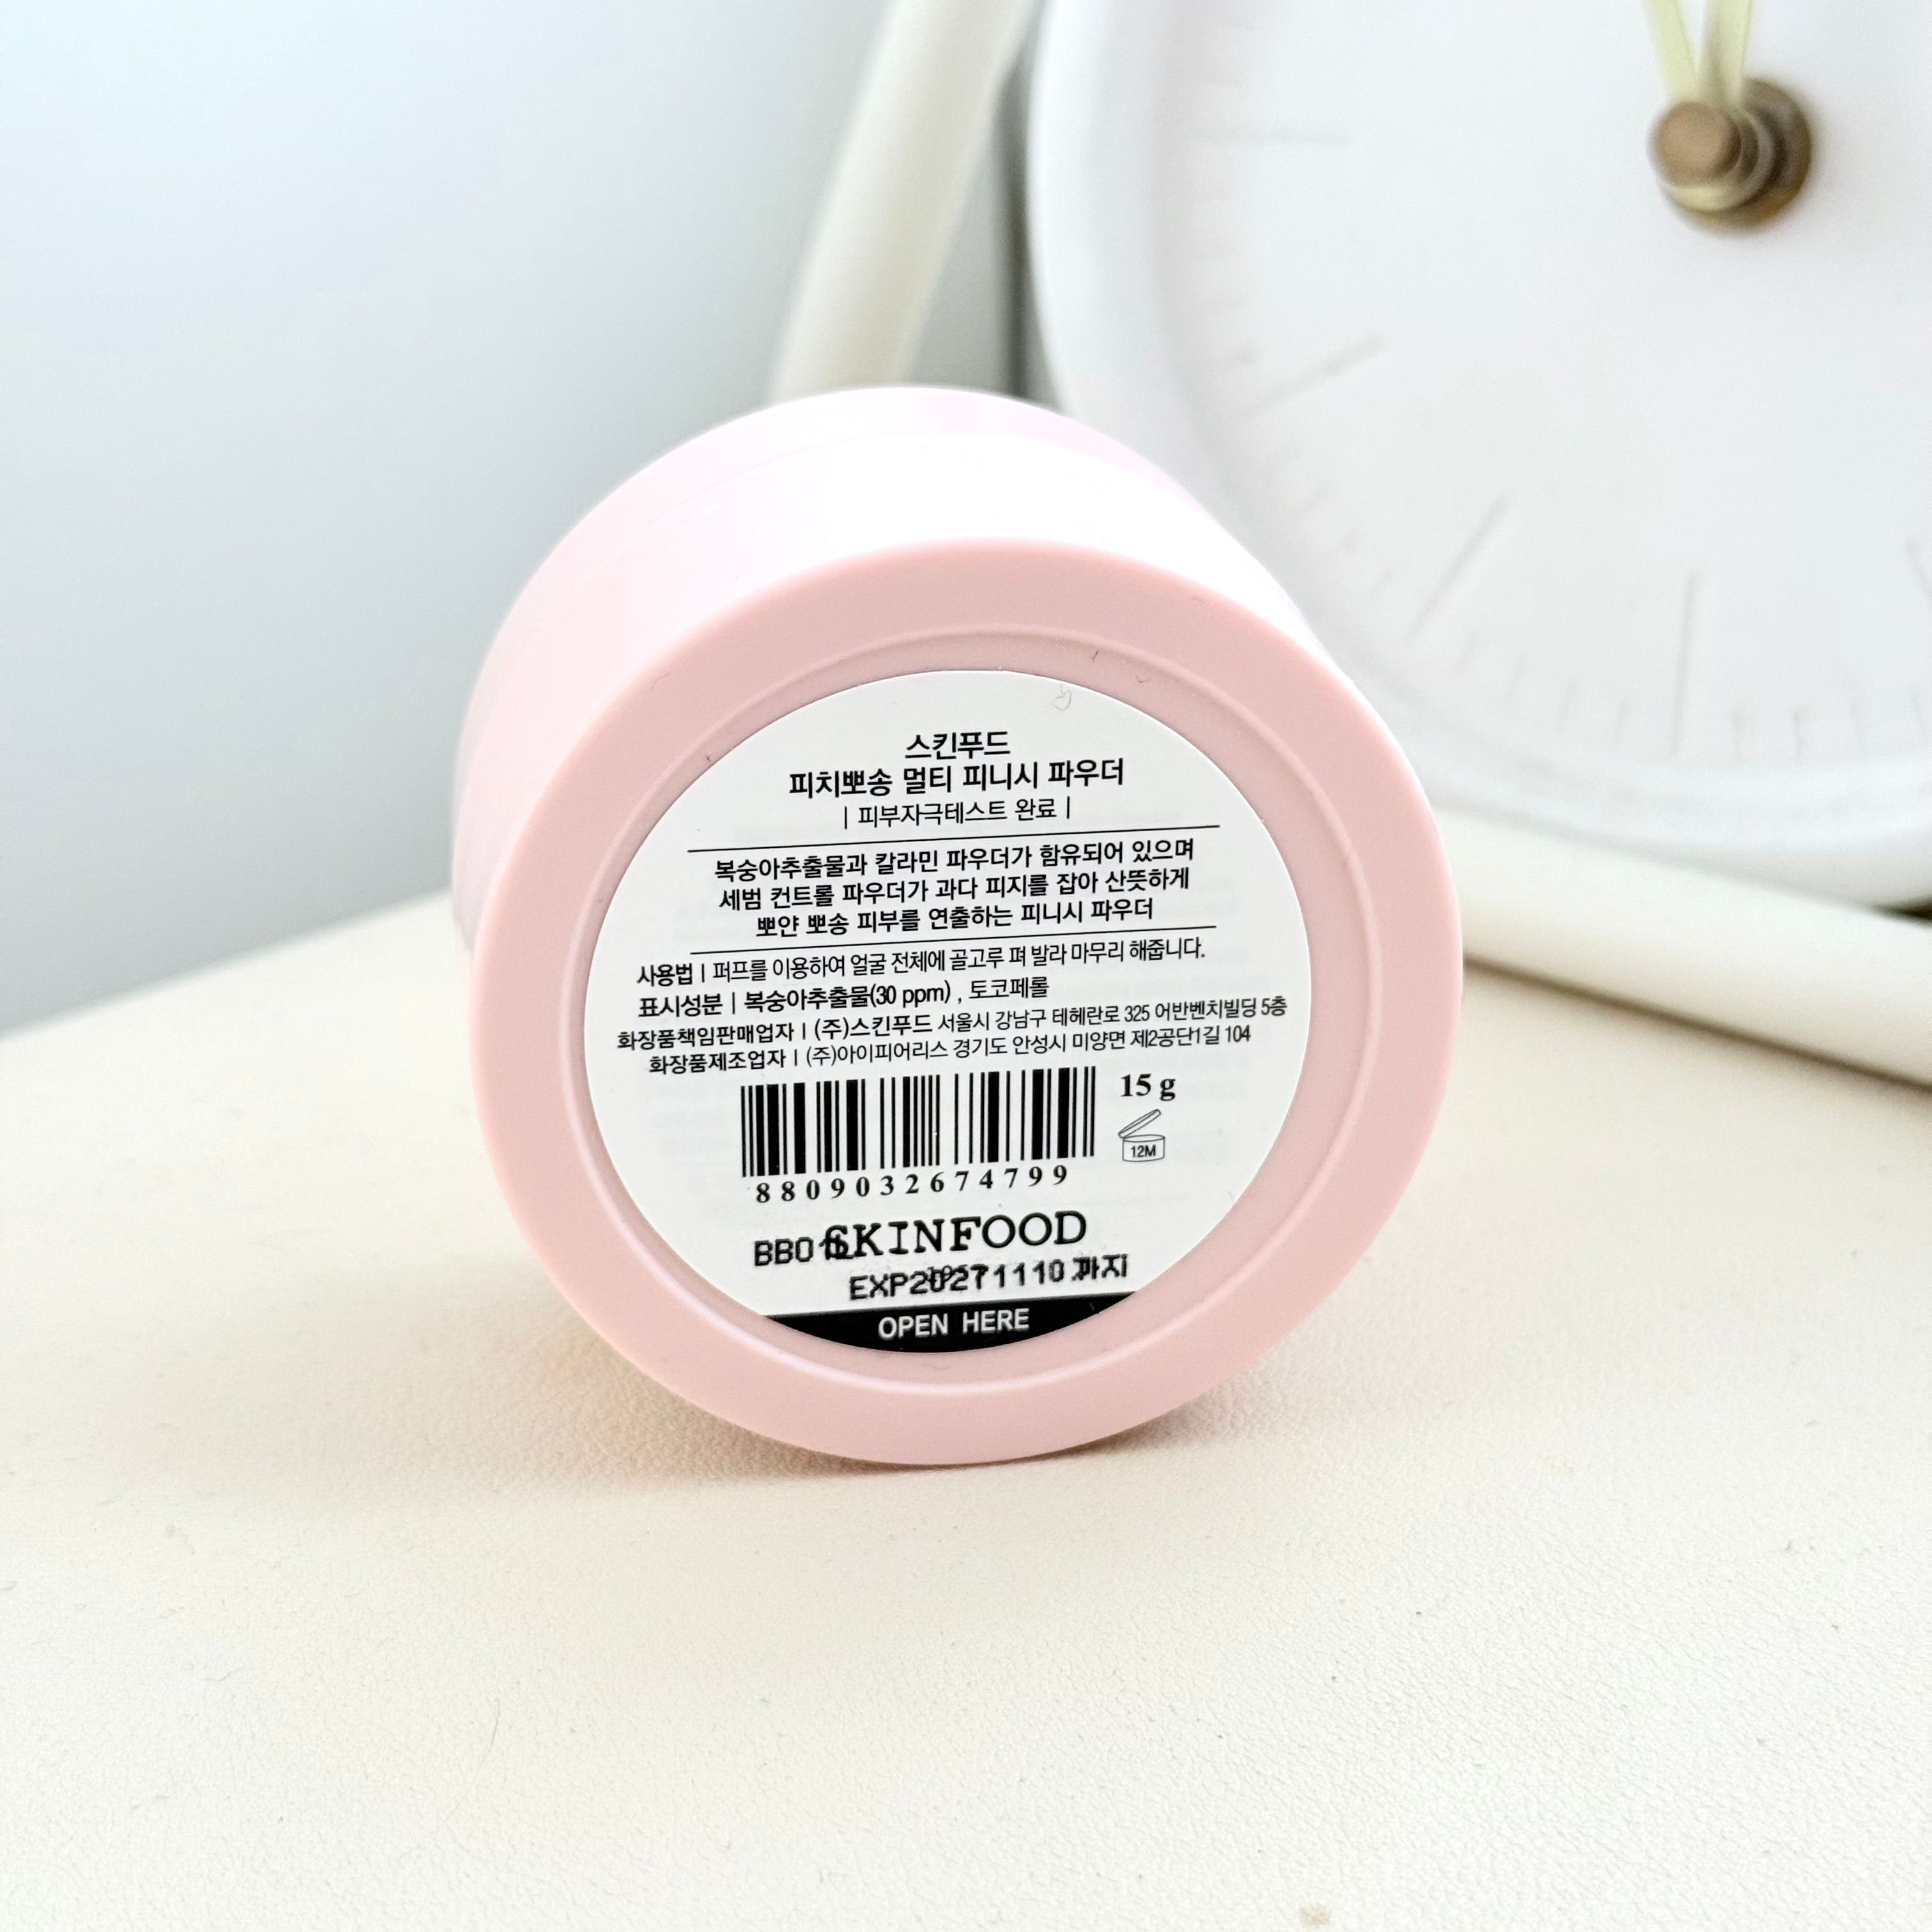 스킨푸드
피치뽀송 멀티 피니시 파우더
| 피부자극테스트 완료 |
복숭아추출물과 칼라민 파우더가 함유되어 있으며
세범 컨트롤 파우더가 과다 피지를 잡아 산뜻하게
뽀얀 뽀송 피부를 연출하는 피니시 파우더
사용법 | 퍼프를 이용하여 얼굴 전체에 골고루 펴 발라 마무리 해줍니다.
표시성분 | 복숭아추출물(30 ppm) , 토코페롤
화장품책임판매업자 | (주)스킨푸드 서울시 강남구 테헤란로 325 어반벤치빌딩 5층
화장품제조업자 | (주)아이피어리스 경기도 안성시 미양면 제2공단1길 104
15 g
12M
8809032674799
SKINFOOD
EXP20271110 까지
OPEN HERE